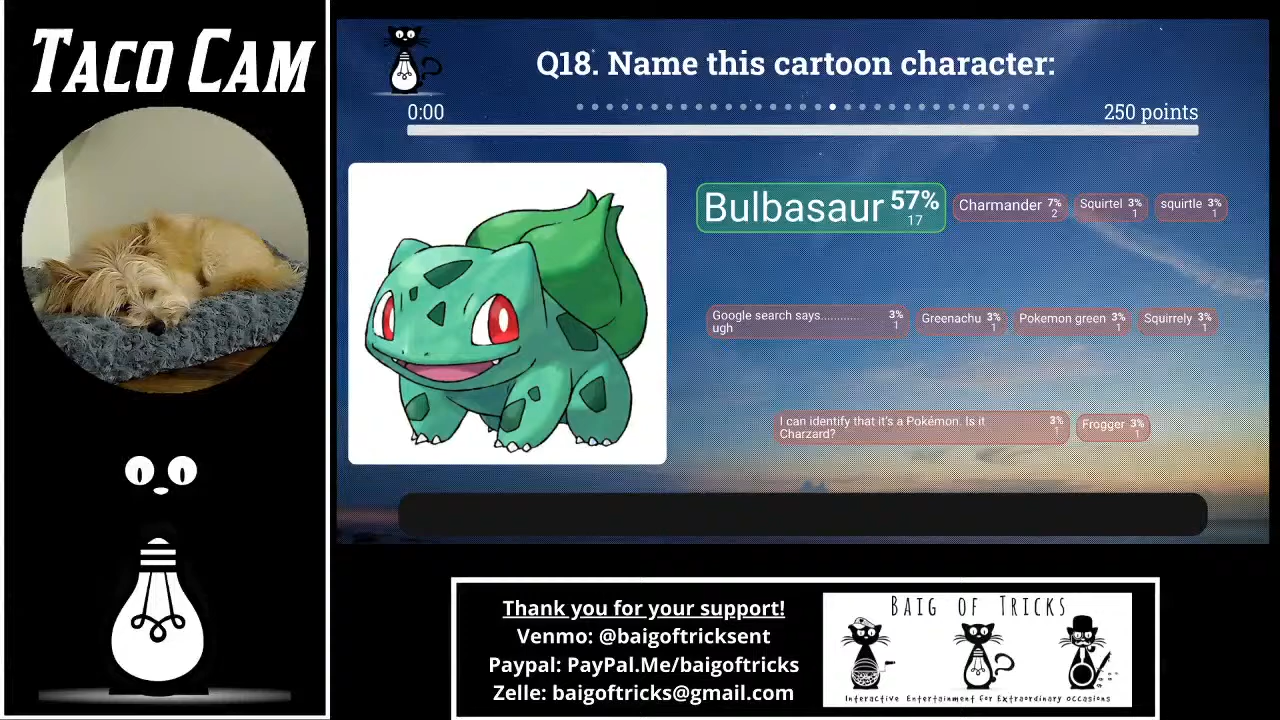 TACO CAM
Q18. Name this cartoon character:
0:00
250 points
Bulbasaur 57%
17
Charmander 7%
2
Squirtel 3%
1
squirtle 3%
1
Google search says............. 3%
ugh 1
Greenachu 3%
1
Pokemon green 3%
1
Squirrely 3%
1
I can identify that it's a Pokémon. Is it 3%
Charzard? 1
Frogger 3%
1
Thank you for your support!
Venmo: @baigoftricksent
Paypal: PayPal.Me/baigoftricks
Zelle: baigoftricks@gmail.com
BAIG OF TRICKS
Interactive Entertainment for Extraordinary Occasions